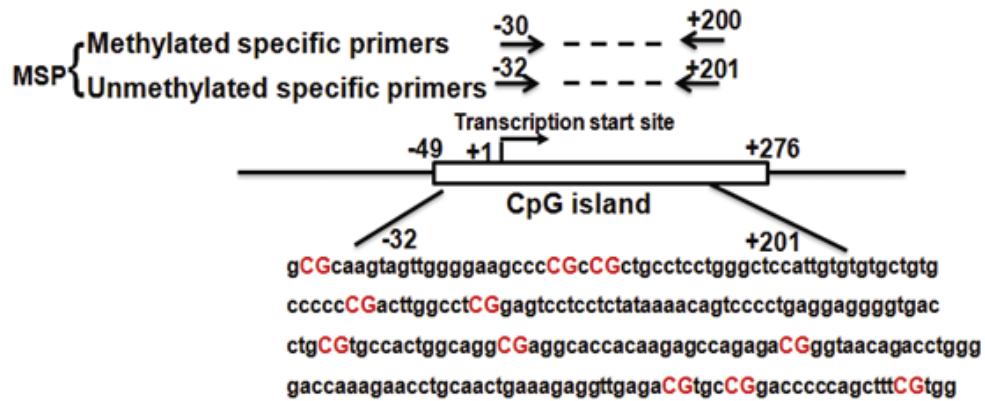 -30 +200
Methylated specific primers
MSP
-32 +201
Unmethylated specific primers
Transcription start site
-49 +1 +276
CpG island
-32 +201
gCGcaagtagttggggaagcccCGcCGctgcctcctgggctccattgtgtgtgctgtg
cccccCGacttggcctCGgagtcctcctctataaaacagtcccctgaggaggggtgac
ctgCGtgccactggcaggCGaggcaccacaagagccagagaCGggtaacagacctggg
gaccaaagaacctgcaactgaaagaggttgagaCGtgcCGgacccccagctttCGtgg